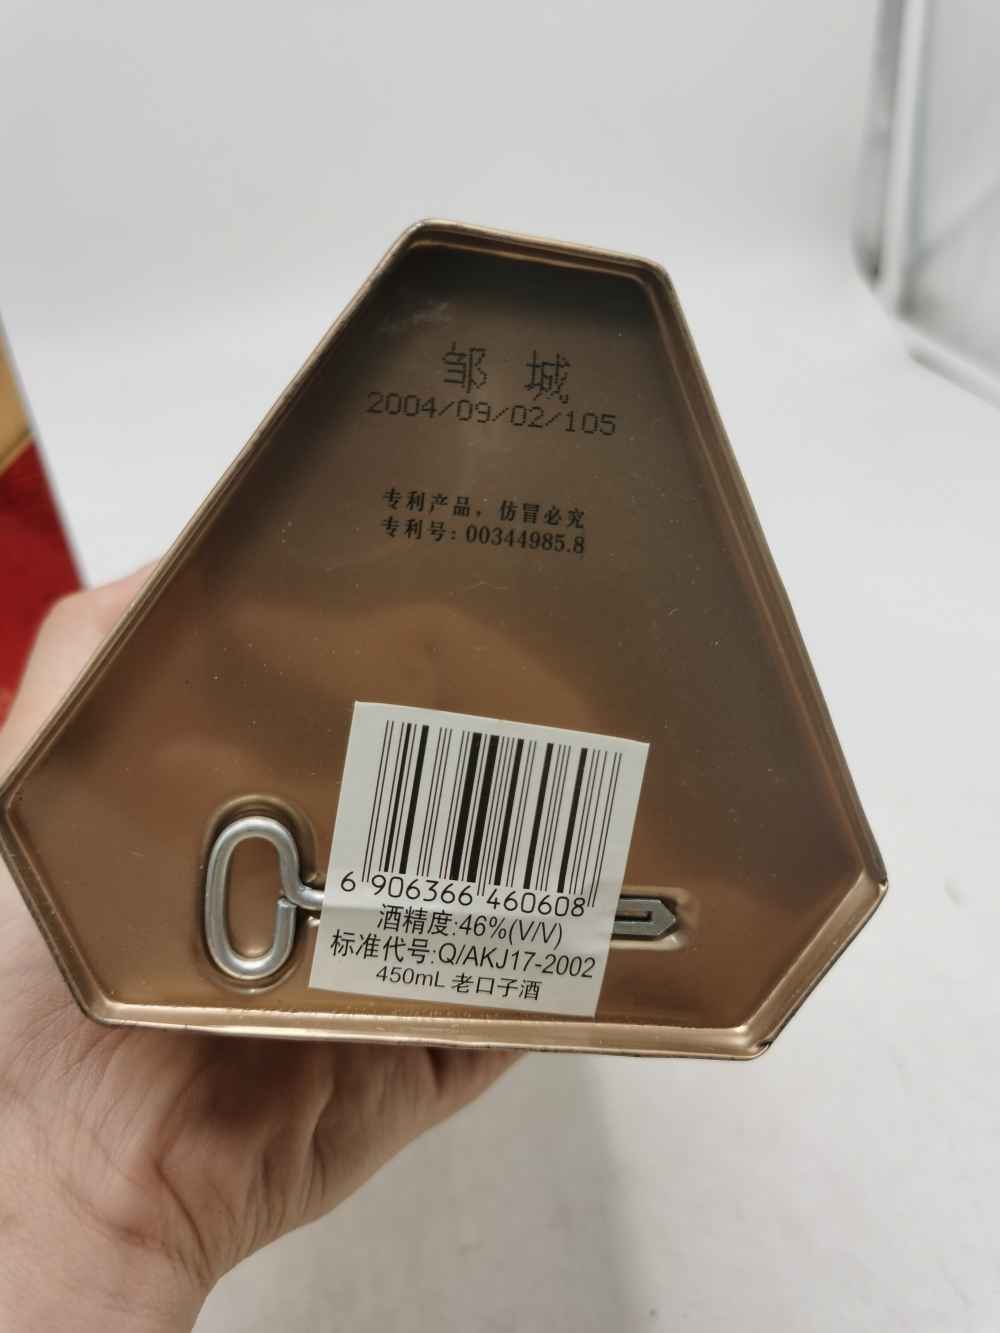 邹 城
2004/09/02/105
专利产品，仿冒必究
专利号：00344985.8
6 906366 460608
酒精度:46%(V/V)
标准代号:Q/AKJ17-2002
450mL 老口子酒